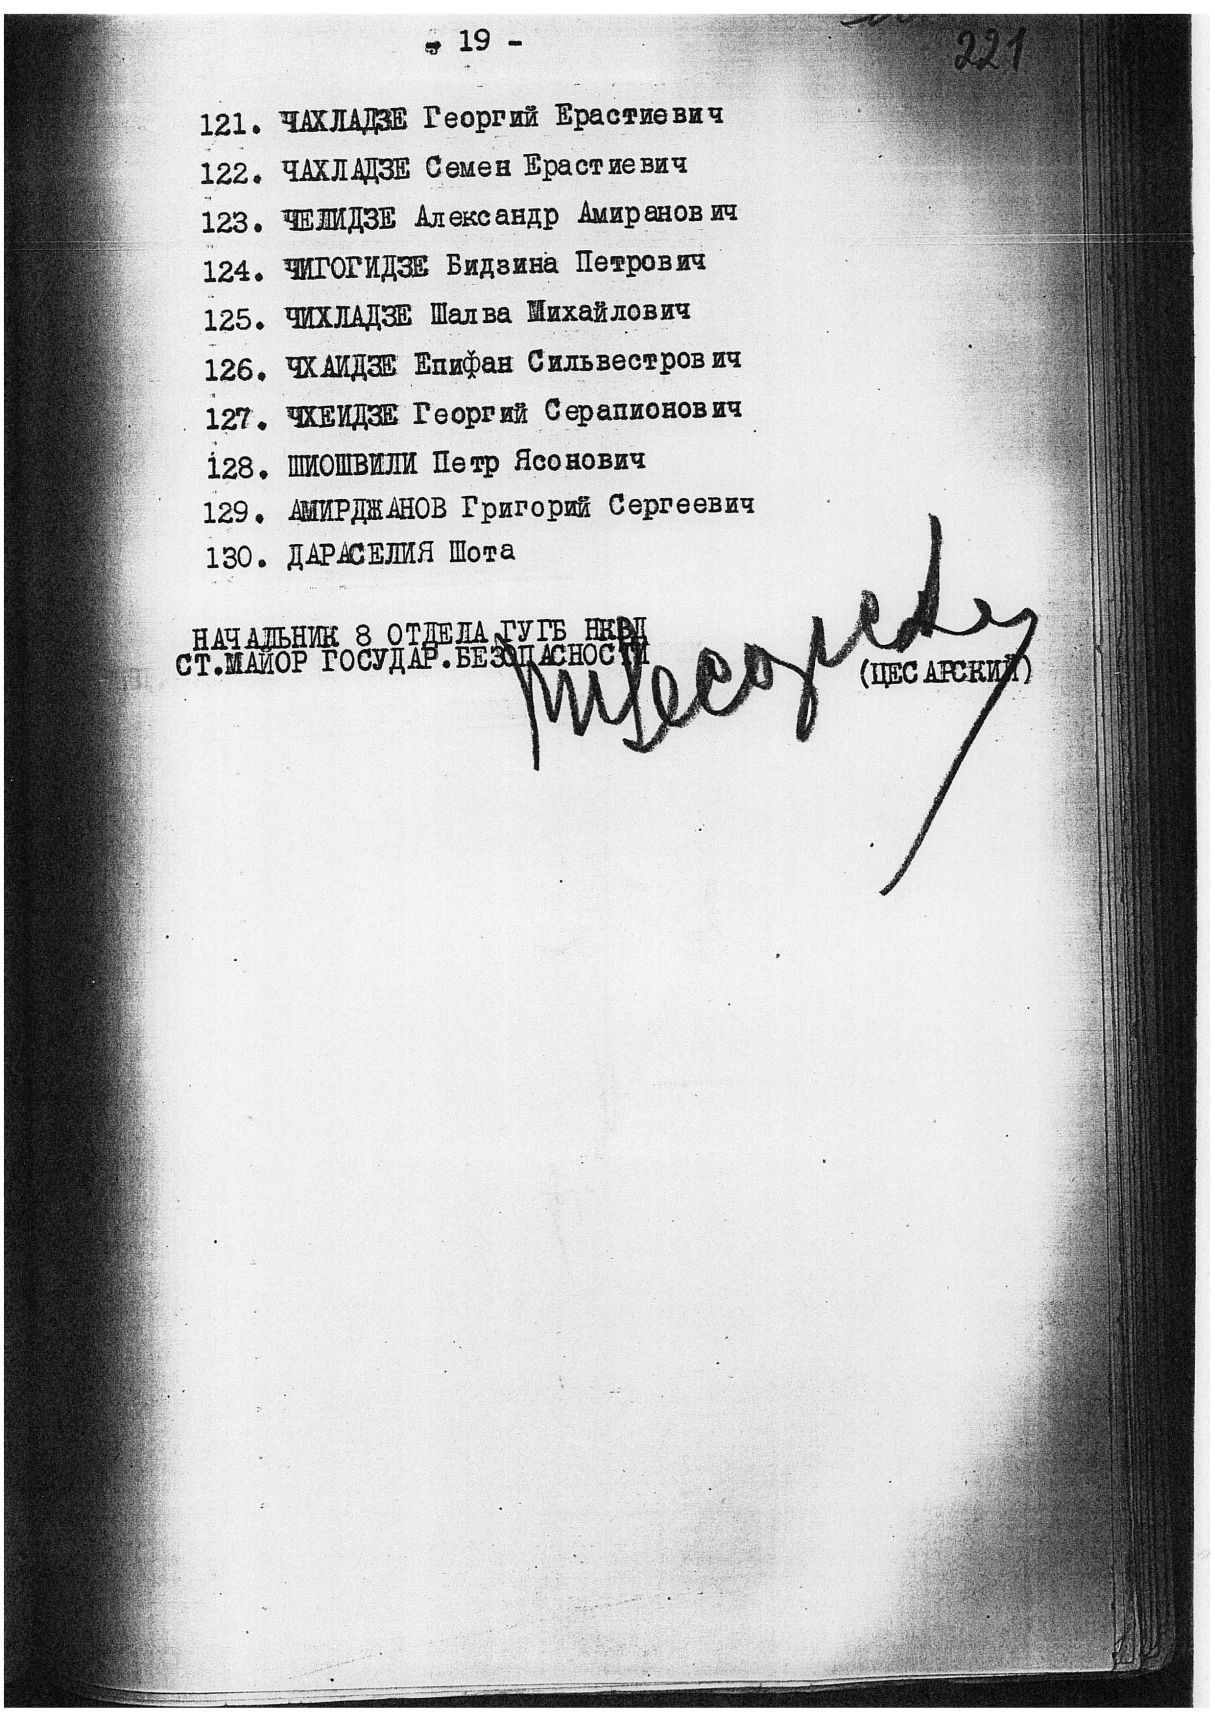 - 19 -
221
121. ЧАХЛАДЗЕ Георгий Ерастиевич
122. ЧАХЛАДЗЕ Семен Ерастиевич
123. ЧЕЛИДЗЕ Александр Амиранович
124. ЧИГОГИДЗЕ Бидзина Петрович
125. ЧИХЛАДЗЕ Шалва Михайлович
126. ЧХАИДЗЕ Епифан Сильвестрович
127. ЧХЕИДЗЕ Георгий Серапионович
128. ШИОШВИЛИ Петр Ясонович
129. АМИРДЖАНОВ Григорий Сергеевич
130. ДАРАСЕЛИЯ Шота
НАЧАЛЬНИК 8 ОТДЕЛА ГУГБ НКВД
СТ.МАЙОР ГОСУДАР.БЕЗОПАСНОСТИ
(ЦЕСАРСКИЙ)